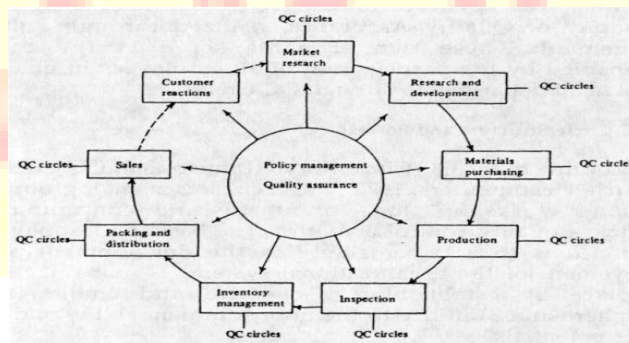 QC circles
Market
research
Customer
reactions
Research and
development
QC circles
QC circles
Sales
Policy management
Quality assurance
Materials
purchasing
QC circles
QC circles
Packing and
distribution
Production
QC circles
Inventory
management
Inspection
QC circles
QC circles